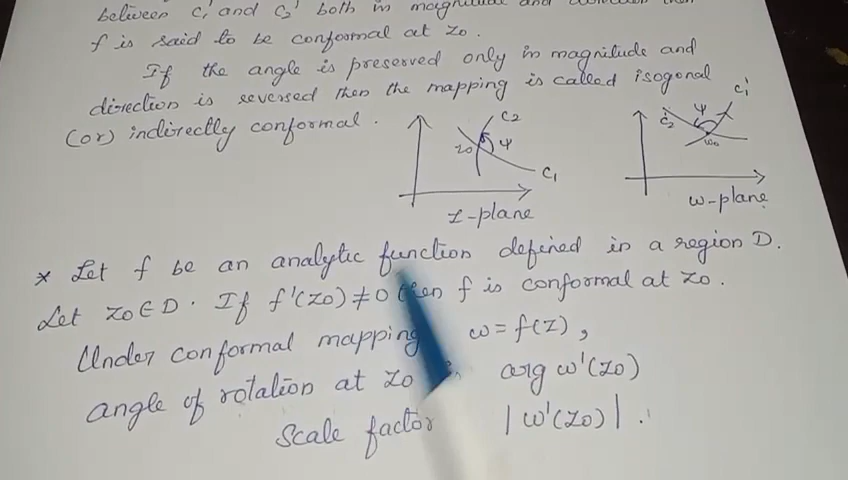 between c₁' and c₂' both in magnitude and
f is said to be conformal at z₀.
If the angle is preserved only in magnitude and
direction is reversed then the mapping is called isogonal
(or) indirectly conformal.
c₂
z₀ ψ
c₁
z-plane
c₁'
c₂' ψ
w₀
w-plane
* Let f be an analytic function defined in a region D.
Let z₀ ∈ D. If f'(z₀) ≠ 0 then f is conformal at z₀.
Under conformal mapping w = f(z),
angle of rotation at z₀ arg w'(z₀)
Scale factor |w'(z₀)|.